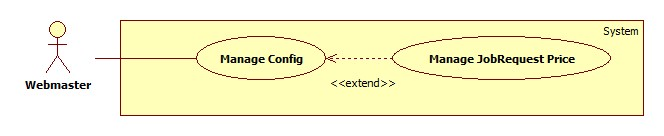 System
Manage Config
Manage JobRequest Price
<<extend>>
Webmaster